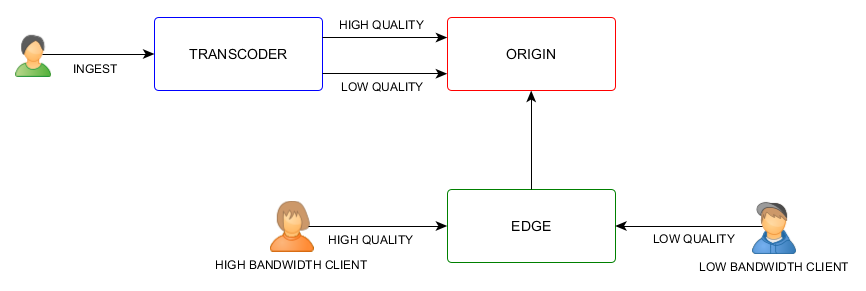 HIGH QUALITY
TRANSCODER
ORIGIN
INGEST
LOW QUALITY
EDGE
HIGH QUALITY
LOW QUALITY
HIGH BANDWIDTH CLIENT
LOW BANDWIDTH CLIENT